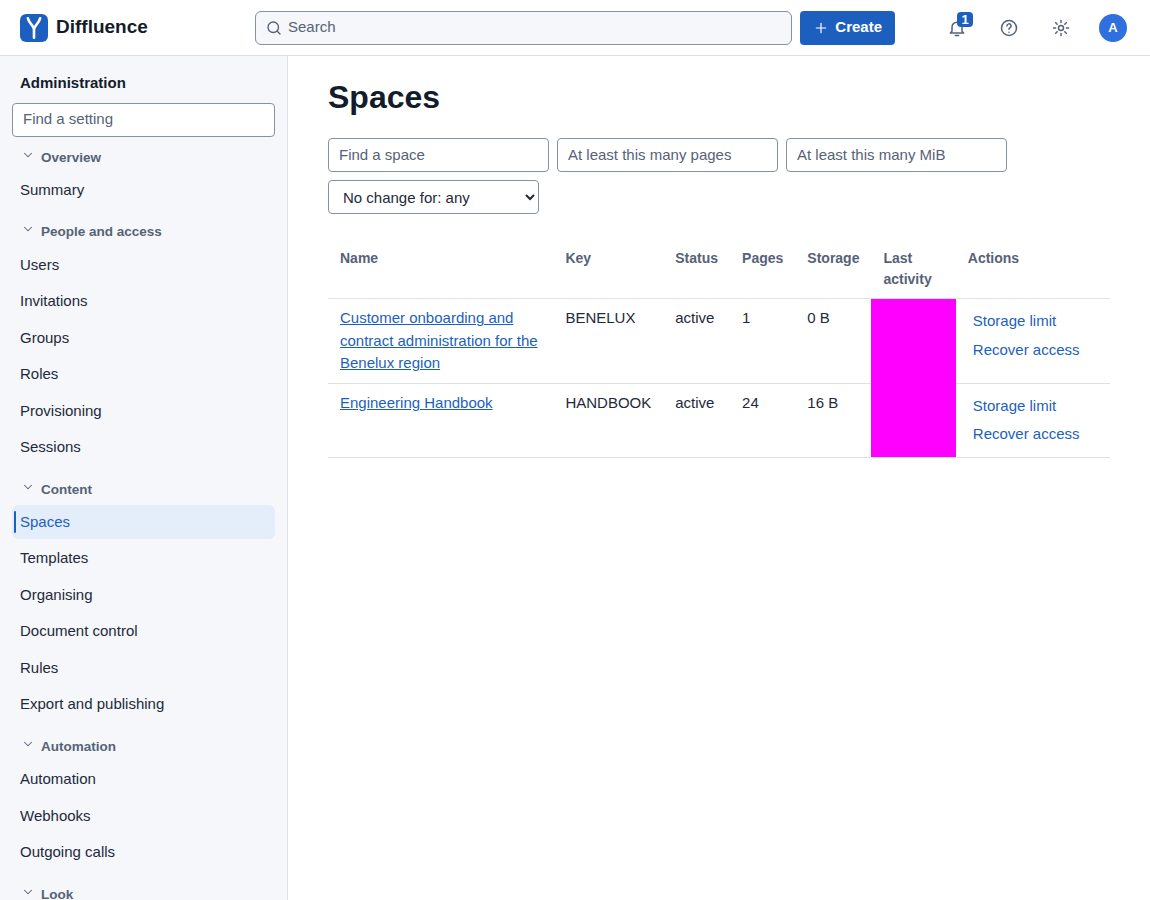 Diffluence
Search
Create
1
A
Administration
Find a setting
Overview
Summary
People and access
Users
Invitations
Groups
Roles
Provisioning
Sessions
Content
Spaces
Templates
Organising
Document control
Rules
Export and publishing
Automation
Automation
Webhooks
Outgoing calls
Look
Spaces
Find a space
At least this many pages
At least this many MiB
No change for: any
Name Key Status Pages Storage Last activity Actions
Customer onboarding and contract administration for the Benelux region BENELUX active 1 0 B Storage limit Recover access
Engineering Handbook HANDBOOK active 24 16 B Storage limit Recover access